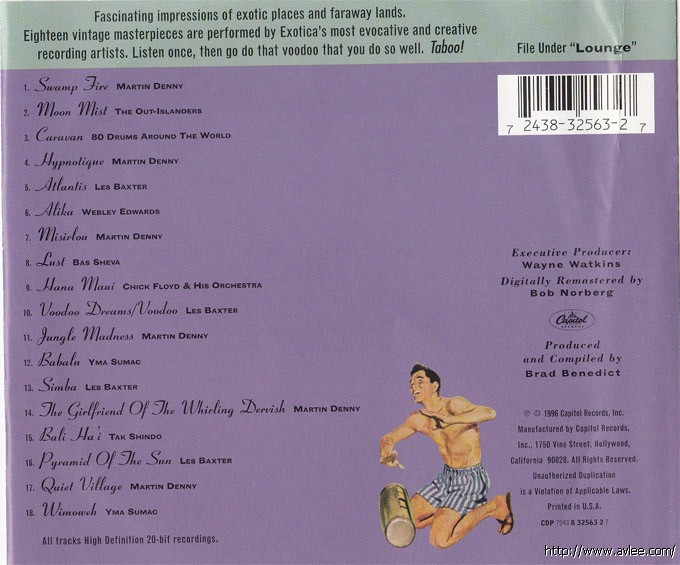 Fascinating impressions of exotic places and faraway lands.
Eighteen vintage masterpieces are performed by Exotica's most evocative and creative
recording artists. Listen once, then go do that voodoo that you do so well. Taboo!
File Under "Lounge"
7 2438-32563-2 7
1. Swamp Fire MARTIN DENNY
2. Moon Mist THE OUT-ISLANDERS
3. Caravan 80 DRUMS AROUND THE WORLD
4. Hypnotique MARTIN DENNY
5. Atlantis LES BAXTER
6. Alika WEBLEY EDWARDS
7. Misirlou MARTIN DENNY
8. Lust BAS SHEVA
9. Hana Maui CHICK FLOYD & HIS ORCHESTRA
10. Voodoo Dreams/Voodoo LES BAXTER
11. Jungle Madness MARTIN DENNY
12. Babalu YMA SUMAC
13. Simba LES BAXTER
14. The Girlfriend Of The Whirling Dervish MARTIN DENNY
15. Bali Ha'i TAK SHINDO
16. Pyramid Of The Sun LES BAXTER
17. Quiet Village MARTIN DENNY
18. Wimoweh YMA SUMAC
All tracks High Definition 20-bit recordings.
Executive Producer:
Wayne Watkins
Digitally Remastered by
Bob Norberg
Capitol
RECORDS
Produced
and Compiled by
Brad Benedict
℗ © 1996 Capitol Records, Inc.
Manufactured by Capitol Records,
Inc., 1750 Vine Street, Hollywood,
California 90028. All Rights Reserved.
Unauthorized Duplication
is a Violation of Applicable Laws.
Printed in U.S.A.
CDP 7243 8 32563 2 7
http://www.avlee.com/